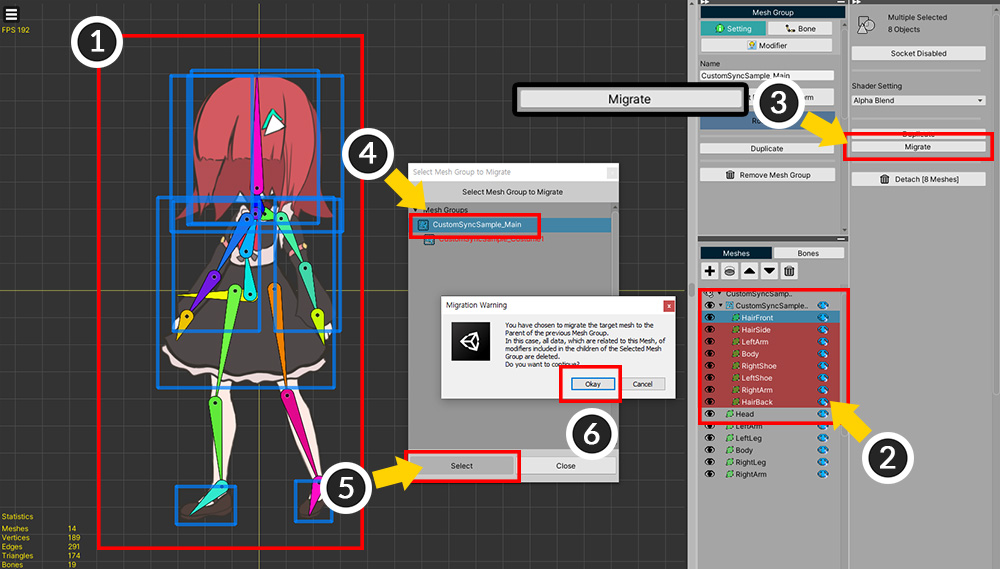 FPS 192
1
Statistics
Meshes 14
Vertices 189
Edges 291
Triangles 174
Bones 19
4
Select Mesh Group to Migrate
Select Mesh Group to Migrate
Mesh Groups
CustomSyncSample_Main
Migration Warning
x
You have chosen to migrate the target mesh to the
Parent of the previous Mesh Group.
In this case, all data, which are related to this Mesh, of
modifiers included in the children of the Selected Mesh
Group are deleted.
Do you want to continue?
Okay
Cancel
6
Select
Close
5
Migrate
Mesh Group
Setting
Bone
Modifier
Name
CustomSyncSample_Main
Duplicate
Remove Mesh Group
Multiple Selected
8 Objects
Socket Disabled
Shader Setting
Alpha Blend
3
Duplicate
Migrate
Detach [8 Meshes]
Meshes
Bones
CustomSyncSamp..
CustomSyncSample..
HairFront
HairSide
LeftArm
Body
RightShoe
LeftShoe
RightArm
HairBack
Head
LeftArm
LeftLeg
Body
RightLeg
RightArm
2